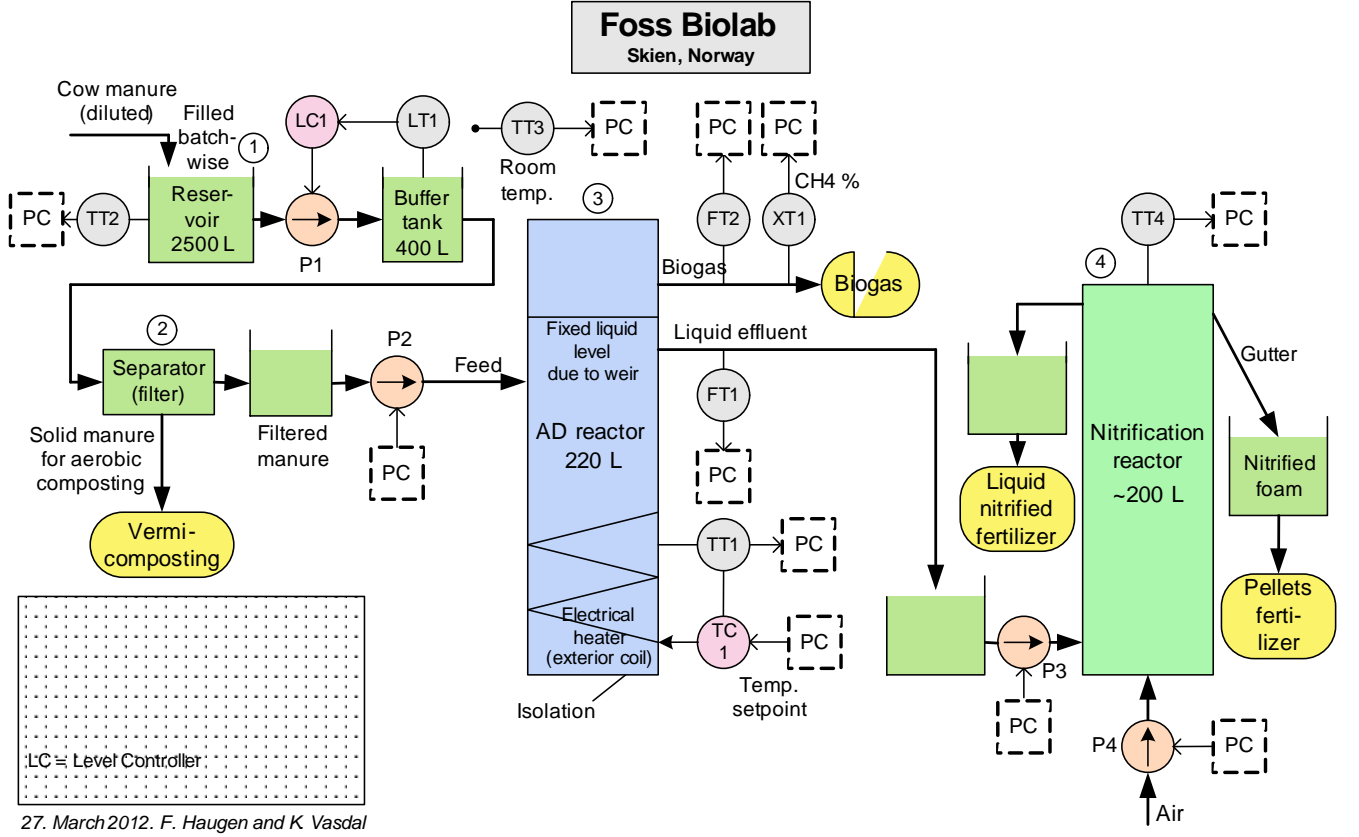 Foss Biolab
Skien, Norway
Cow manure
(diluted)
Filled
batch-
wise
1
LC1
LT1
TT3
PC
Room
temp.
PC
PC
CH4 %
PC
TT2
Reser-
voir
2500 L
P1
Buffer
tank
400 L
3
FT2
XT1
TT4
PC
Biogas
Biogas
4
2
Separator
(filter)
P2
Feed
Fixed liquid
level
due to weir
Liquid effluent
FT1
PC
Gutter
Solid manure
for aerobic
composting
Filtered
manure
PC
AD reactor
220 L
Nitrification
reactor
~200 L
Nitrified
foam
Liquid
nitrified
fertilizer
Vermi-
composting
TT1
PC
Pellets
ferti-
lizer
Electrical
heater
(exterior coil)
TC
1
PC
Temp.
setpoint
Isolation
P3
PC
P4
PC
Air
LC = Level Controller
27. March 2012. F. Haugen and K. Vasdal